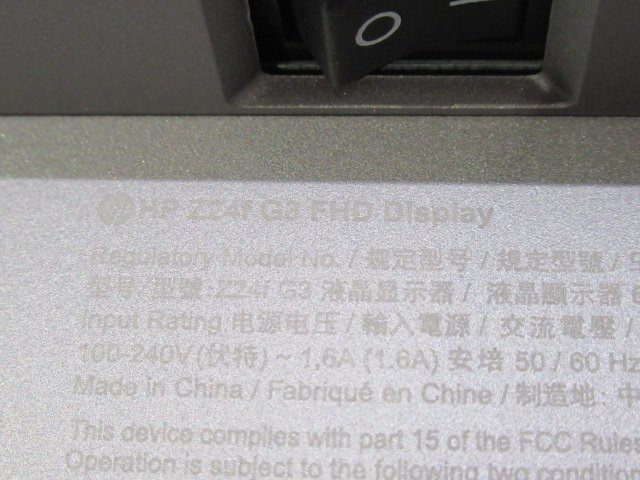 hp HP Z24f G3 FHD Display
Regulatory Model No. / 规定型号 / 規定型號 /
型号/ 型號:Z24f G3 液晶显示器 / 液晶顯示器
Input Rating 电源电压 / 輸入電源 / 交流電壓 /
100-240V(伏特) ~ 1,6A (1.6A) 安培 50 / 60 Hz
Made in China / Fabriqué en Chine / 制造地: 中
This device complies with part 15 of the FCC Rules
Operation is subject to the following two condition